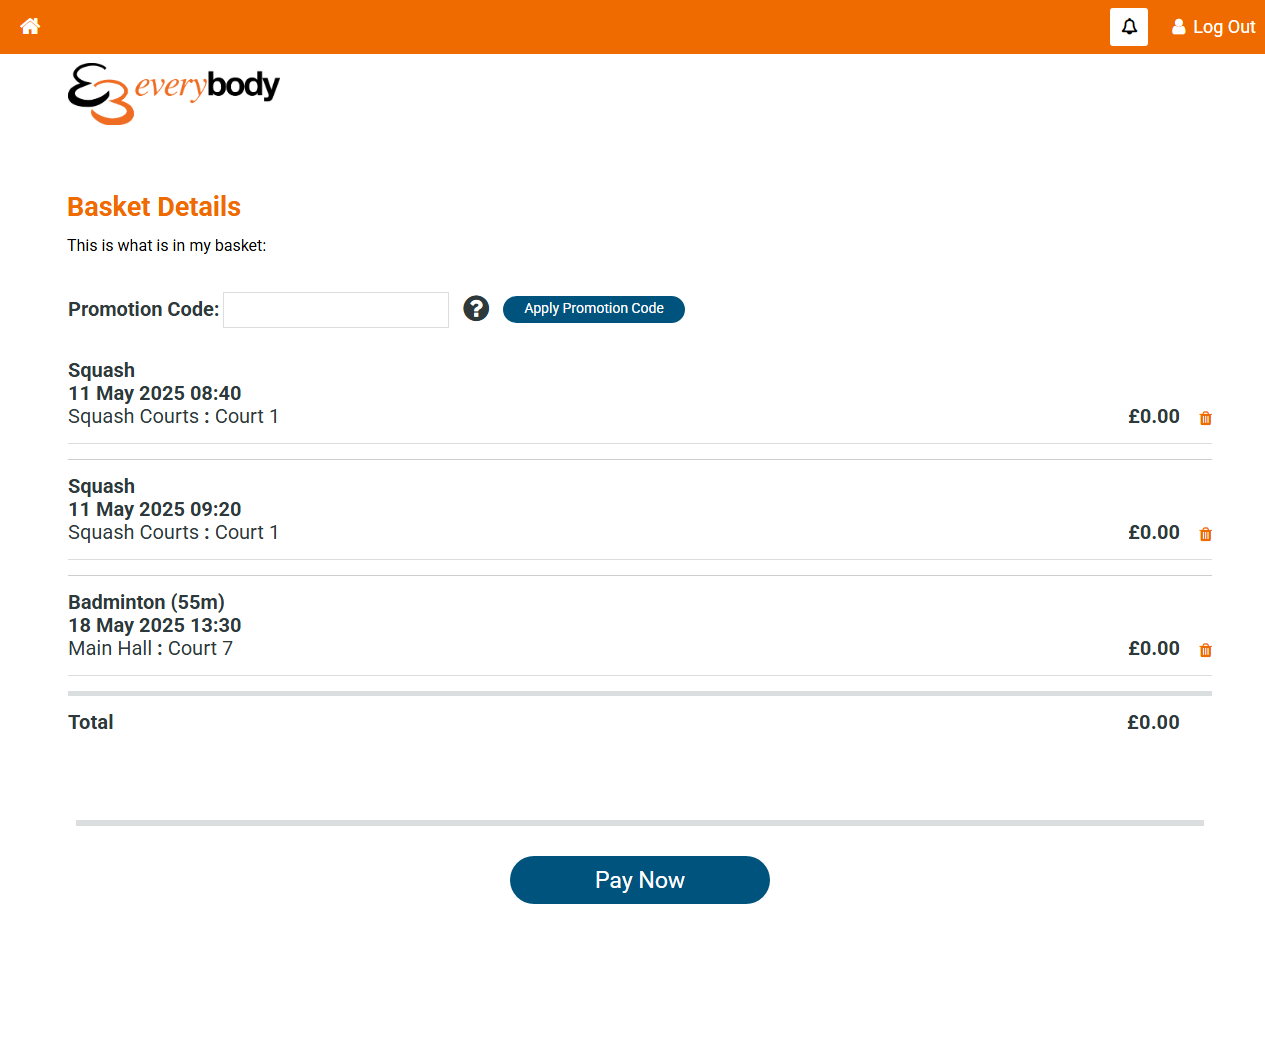 Log Out
everybody
Basket Details
This is what is in my basket:
Promotion Code: ? Apply Promotion Code
Squash
11 May 2025 08:40
Squash Courts : Court 1 £0.00
Squash
11 May 2025 09:20
Squash Courts : Court 1 £0.00
Badminton (55m)
18 May 2025 13:30
Main Hall : Court 7 £0.00
Total £0.00
Pay Now